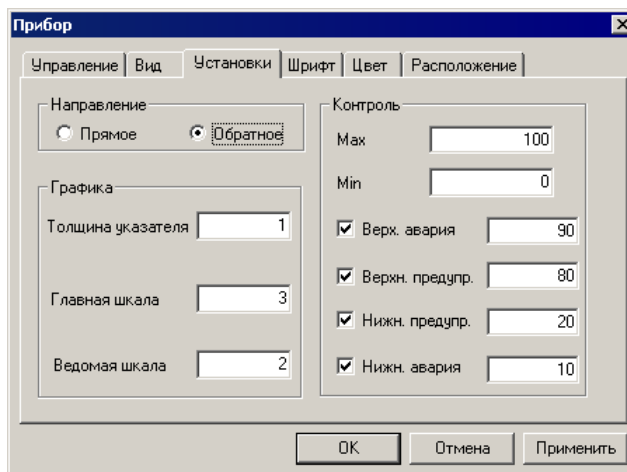 Прибор
Управление Вид Установки Шрифт Цвет Расположение
Направление
Прямое Обратное
Графика
Толщина указателя 1
Главная шкала 3
Ведомая шкала 2
Контроль
Max 100
Min 0
Верх. авария 90
Верхн. предупр. 80
Нижн. предупр. 20
Нижн. авария 10
OK Отмена Применить